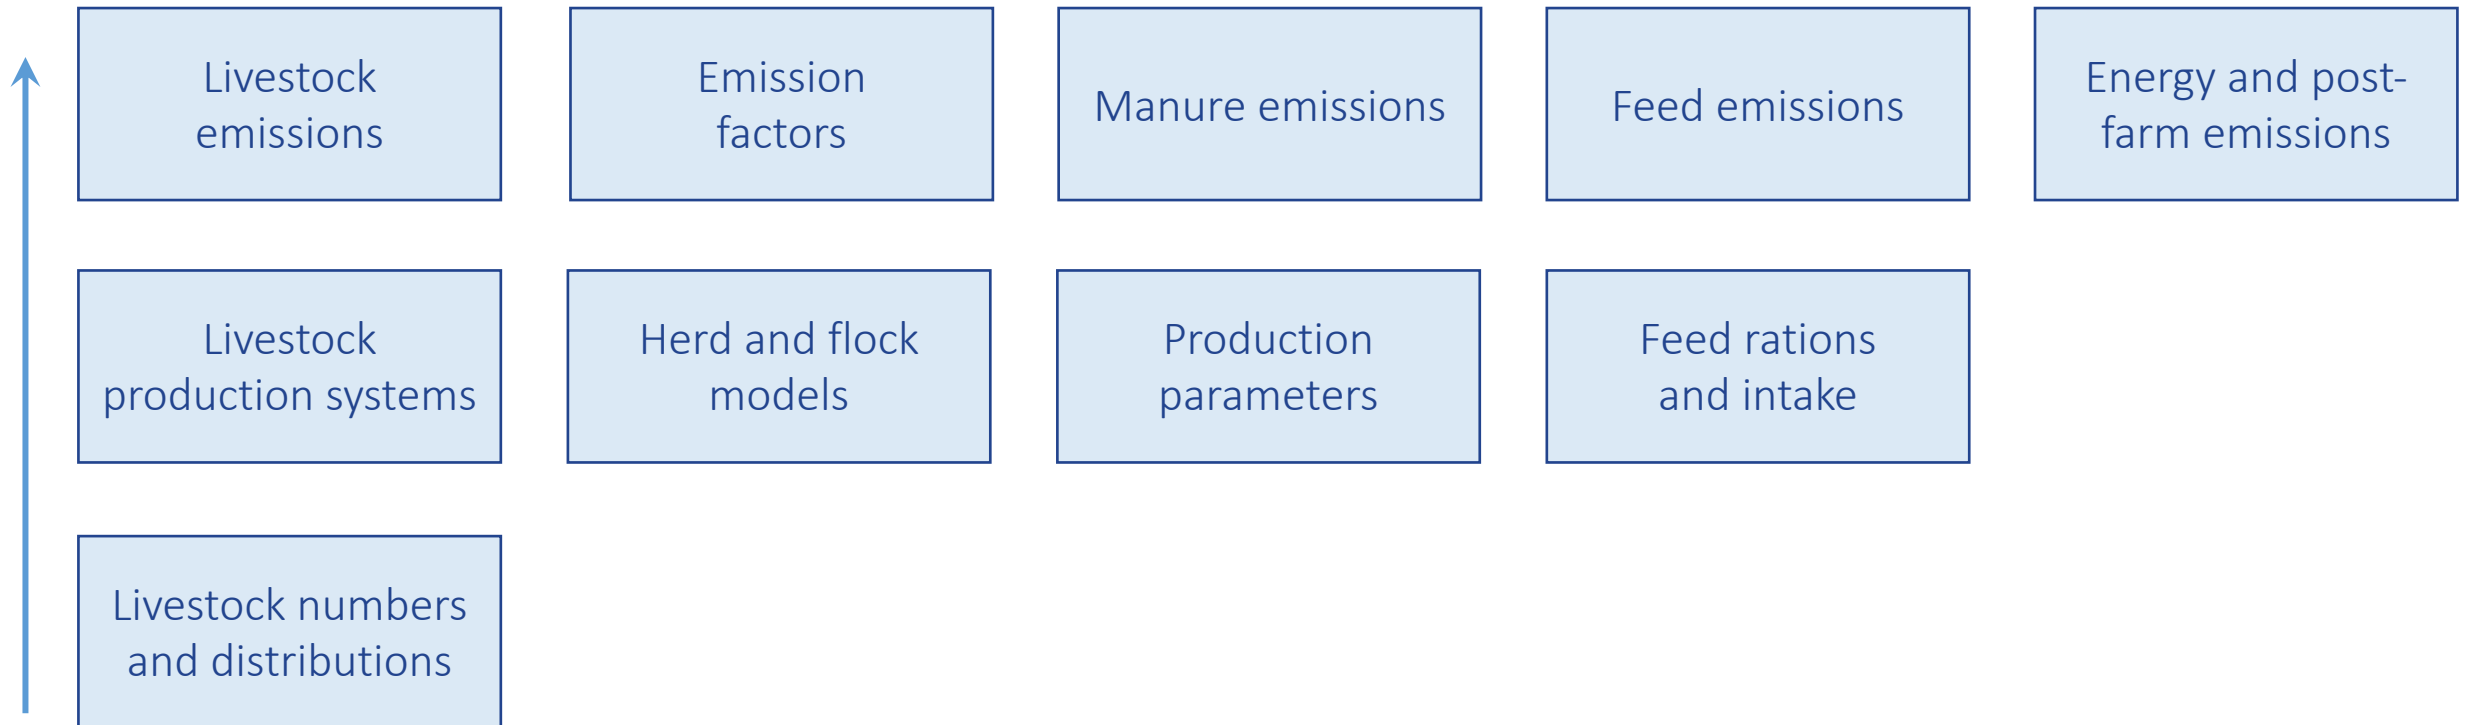 Livestock
emissions
Emission
factors
Manure emissions
Feed emissions
Energy and post-
farm emissions
Livestock
production systems
Herd and flock
models
Production
parameters
Feed rations
and intake
Livestock numbers
and distributions